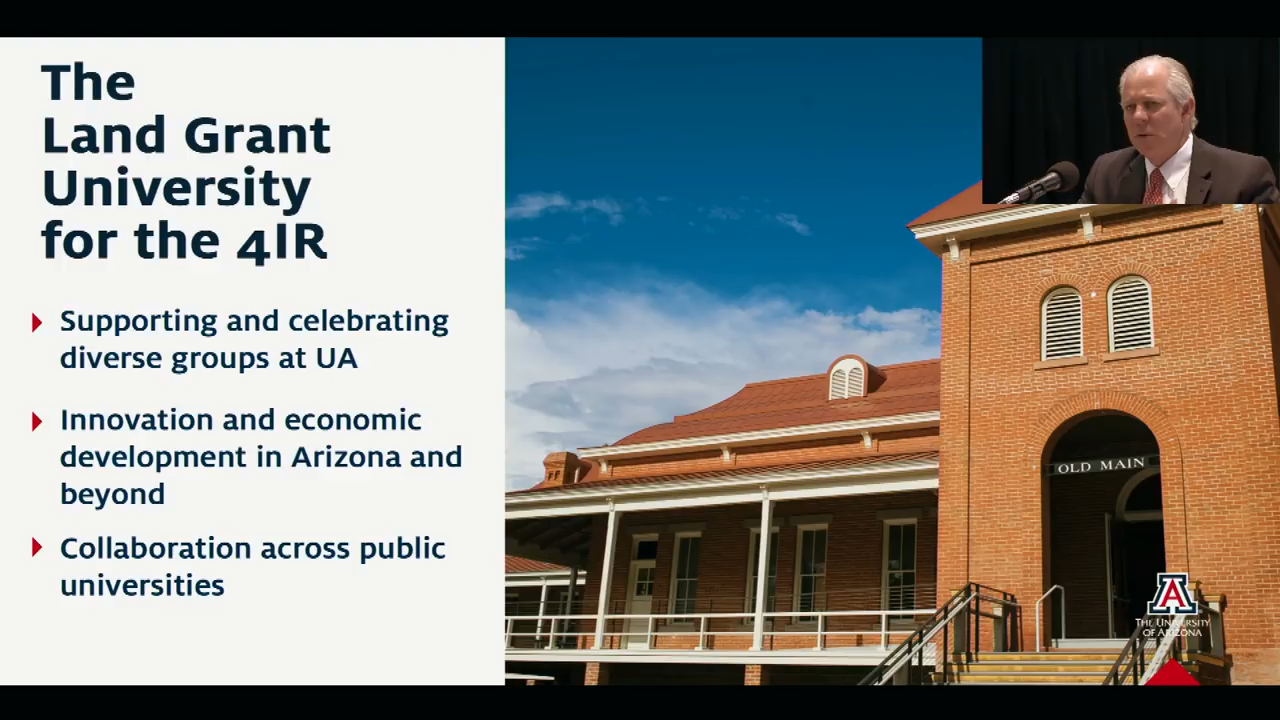 The
Land Grant
University
for the 4IR
Supporting and celebrating
diverse groups at UA
Innovation and economic
development in Arizona and
beyond
Collaboration across public
universities
OLD MAIN
A
THE UNIVERSITY
OF ARIZONA